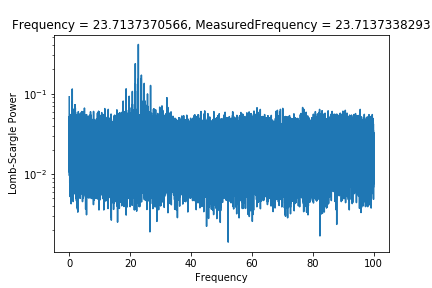 Frequency = 23.7137370566, MeasuredFrequency = 23.7137338293
Lomb-Scargle Power
10⁻¹
10⁻²
0 20 40 60 80 100
Frequency